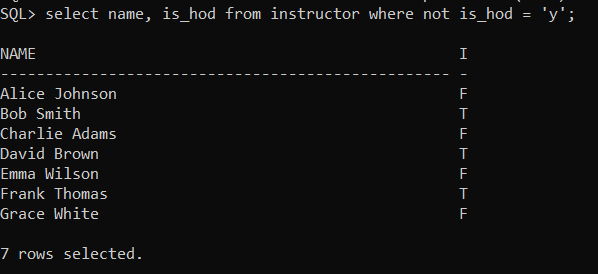 SQL> select name, is_hod from instructor where not is_hod = 'y';
NAME I
-------------------------------------------------- -
Alice Johnson F
Bob Smith T
Charlie Adams F
David Brown T
Emma Wilson F
Frank Thomas T
Grace White F
7 rows selected.